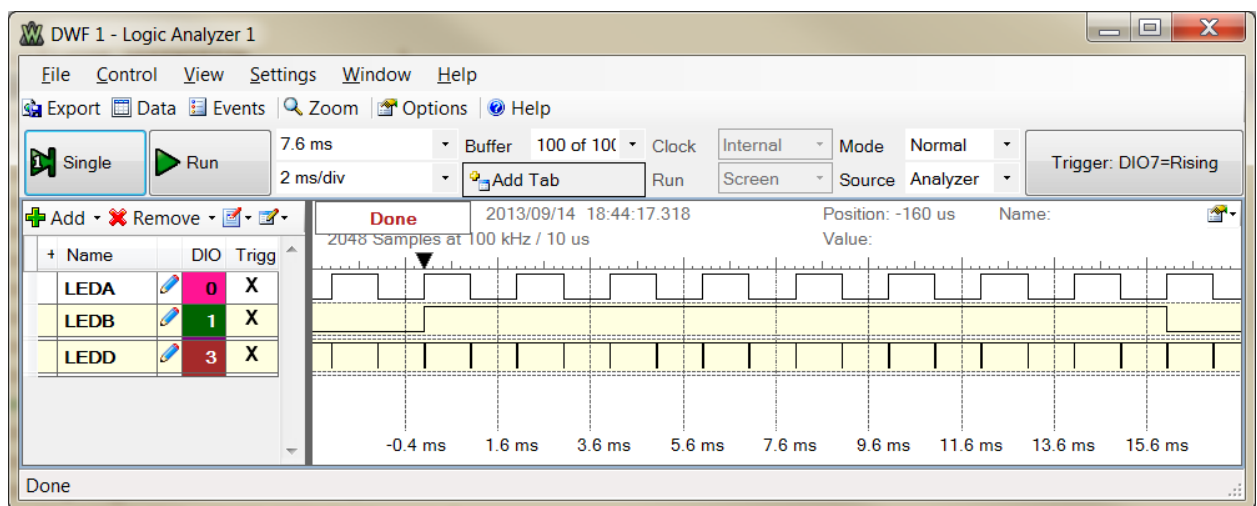 DWF 1 - Logic Analyzer 1
File Control View Settings Window Help
Export Data Events Zoom Options Help
Single Run 7.6 ms Buffer 100 of 100 Clock Internal Mode Normal Trigger: DIO7=Rising
2 ms/div Add Tab Run Screen Source Analyzer
Add Remove Done 2013/09/14 18:44:17.318 Position: -160 us Name:
2048 Samples at 100 kHz / 10 us Value:
+ Name DIO Trigg
LEDA 0 X
LEDB 1 X
LEDD 3 X
-0.4 ms 1.6 ms 3.6 ms 5.6 ms 7.6 ms 9.6 ms 11.6 ms 13.6 ms 15.6 ms
Done